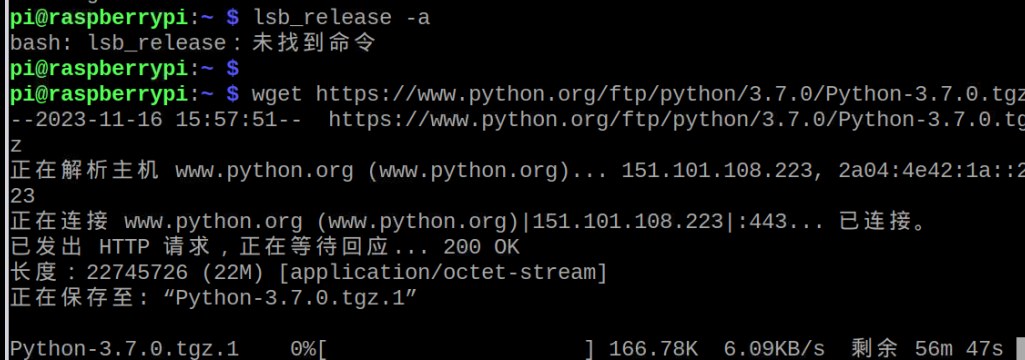 pi@raspberrypi:~ $ lsb_release -a
bash: lsb_release：未找到命令
pi@raspberrypi:~ $
pi@raspberrypi:~ $ wget https://www.python.org/ftp/python/3.7.0/Python-3.7.0.tgz
--2023-11-16 15:57:51--  https://www.python.org/ftp/python/3.7.0/Python-3.7.0.tg
z
正在解析主机 www.python.org (www.python.org)... 151.101.108.223, 2a04:4e42:1a::2
23
正在连接 www.python.org (www.python.org)|151.101.108.223|:443... 已连接。
已发出 HTTP 请求，正在等待回应... 200 OK
长度：22745726 (22M) [application/octet-stream]
正在保存至: “Python-3.7.0.tgz.1”
Python-3.7.0.tgz.1    0%[                    ] 166.78K  6.09KB/s  剩余 56m 47s